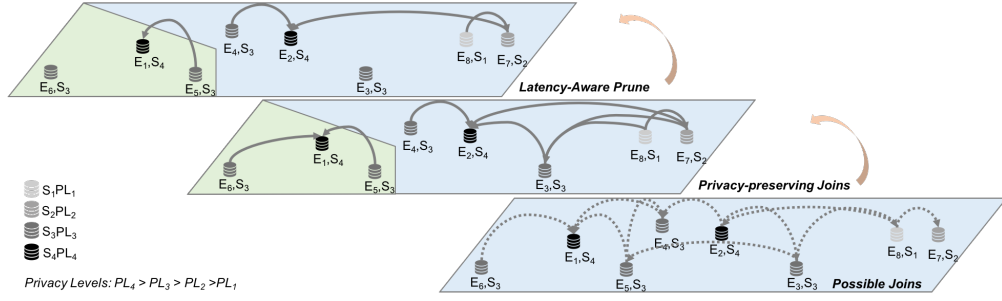 E4,S3
E2,S4
E8,S1
E7,S2
E1,S4
E6,S3
E5,S3
E3,S3
Latency-Aware Prune
E4,S3
E2,S4
E8,S1
E7,S2
E1,S4
E6,S3
E5,S3
E3,S3
Privacy-preserving Joins
S1PL1
S2PL2
S3PL3
S4PL4
Privacy Levels: PL4 > PL3 > PL2 >PL1
E4,S3
E2,S4
E1,S4
E8,S1
E7,S2
E6,S3
E5,S3
E3,S3
Possible Joins